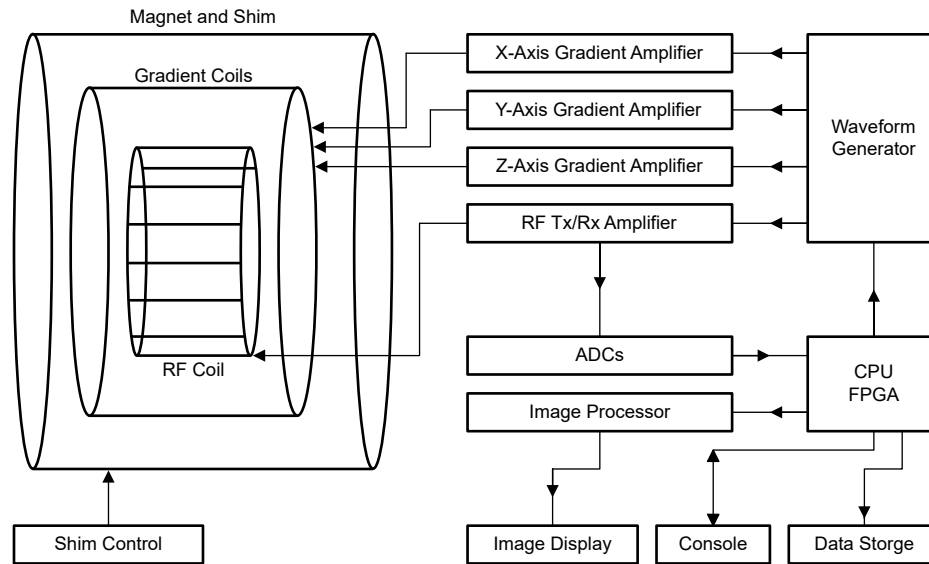 Magnet and Shim
Gradient Coils
RF Coil
X-Axis Gradient Amplifier
Y-Axis Gradient Amplifier
Z-Axis Gradient Amplifier
RF Tx/Rx Amplifier
Waveform
Generator
ADCs
Image Processor
CPU
FPGA
Shim Control
Image Display
Console
Data Storge